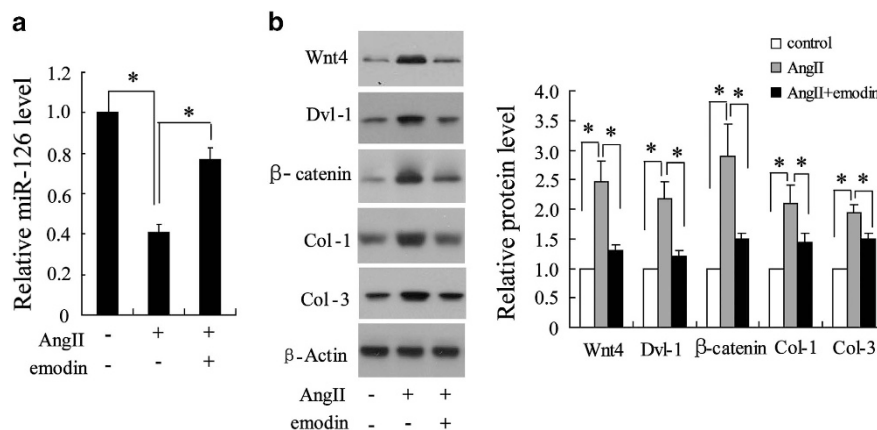 a
Relative miR-126 level
1.2
1
0.8
0.6
0.4
0.2
0
* *
AngII - + +
emodin - - +
b
Wnt4
Dvl-1
β-catenin
Col-1
Col-3
β-Actin
AngII - + +
emodin - - +
control
AngII
AngII+emodin
Relative protein level
4.0
3.5
3.0
2.5
2.0
1.5
1.0
0.5
0
* * * * * * * * * *
Wnt4 Dvl-1 β-catenin Col-1 Col-3